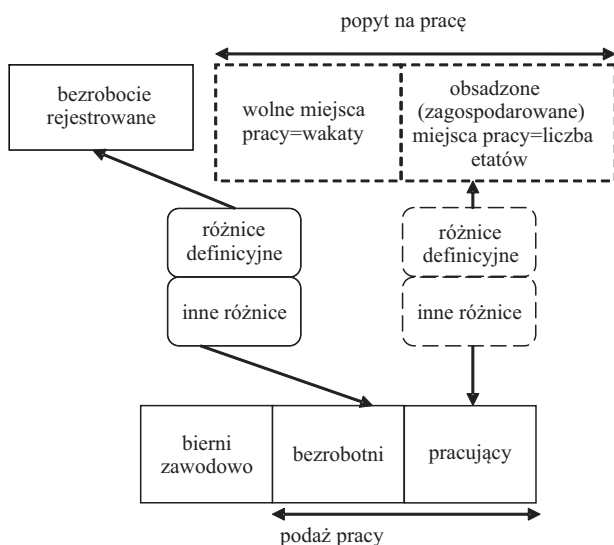 popyt na pracę
bezrobocie
rejestrowane
wolne miejsca
pracy=wakaty
obsadzone
(zagospodarowane)
miejsca pracy=liczba
etatów
różnice
definicyjne
inne różnice
różnice
definicyjne
inne różnice
bierni
zawodowo
bezrobotni
pracujący
podaż pracy